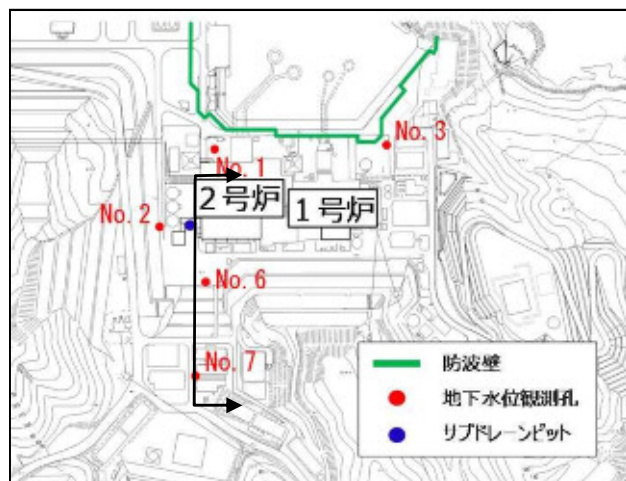 No. 3
No. 1
2号炉
1号炉
No. 2
No. 6
No. 7
防波壁
地下水位観測孔
サブドレーンピット